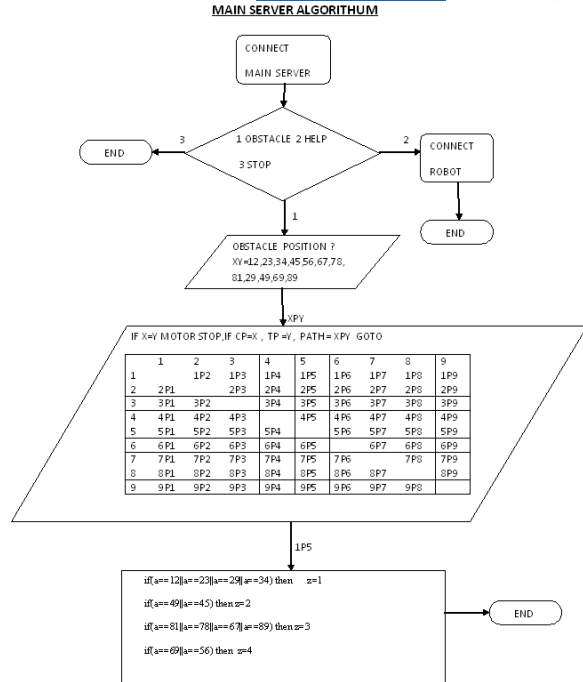 MAIN SERVER ALGORITHUM
CONNECT
MAIN SERVER
3
1 OBSTACLE 2 HELP
3 STOP
2
END
CONNECT
ROBOT
1
END
OBSTACLE POSITION ?
XY=12,23,34,45,56,67,78,
81,29,49,69,89
XPY
IF X=Y MOTOR STOP,IF CP=X , TP =Y, PATH = XPY GOTO
1 2 3 4 5 6 7 8 9
1 1P2 1P3 1P4 1P5 1P6 1P7 1P8 1P9
2 2P1 2P3 2P4 2P5 2P6 2P7 2P8 2P9
3 3P1 3P2 3P4 3P5 3P6 3P7 3P8 3P9
4 4P1 4P2 4P3 4P5 4P6 4P7 4P8 4P9
5 5P1 5P2 5P3 5P4 5P6 5P7 5P8 5P9
6 6P1 6P2 6P3 6P4 6P5 6P7 6P8 6P9
7 7P1 7P2 7P3 7P4 7P5 7P6 7P8 7P9
8 8P1 8P2 8P3 8P4 8P5 8P6 8P7 8P9
9 9P1 9P2 9P3 9P4 9P5 9P6 9P7 9P8
1P5
if(a==12||a==23||a==29||a==34) then z=1
if(a==49||a==45) then z=2
if(a==81||a==78||a==67||a==89) then z=3
if(a==69||a==56) then z=4
END